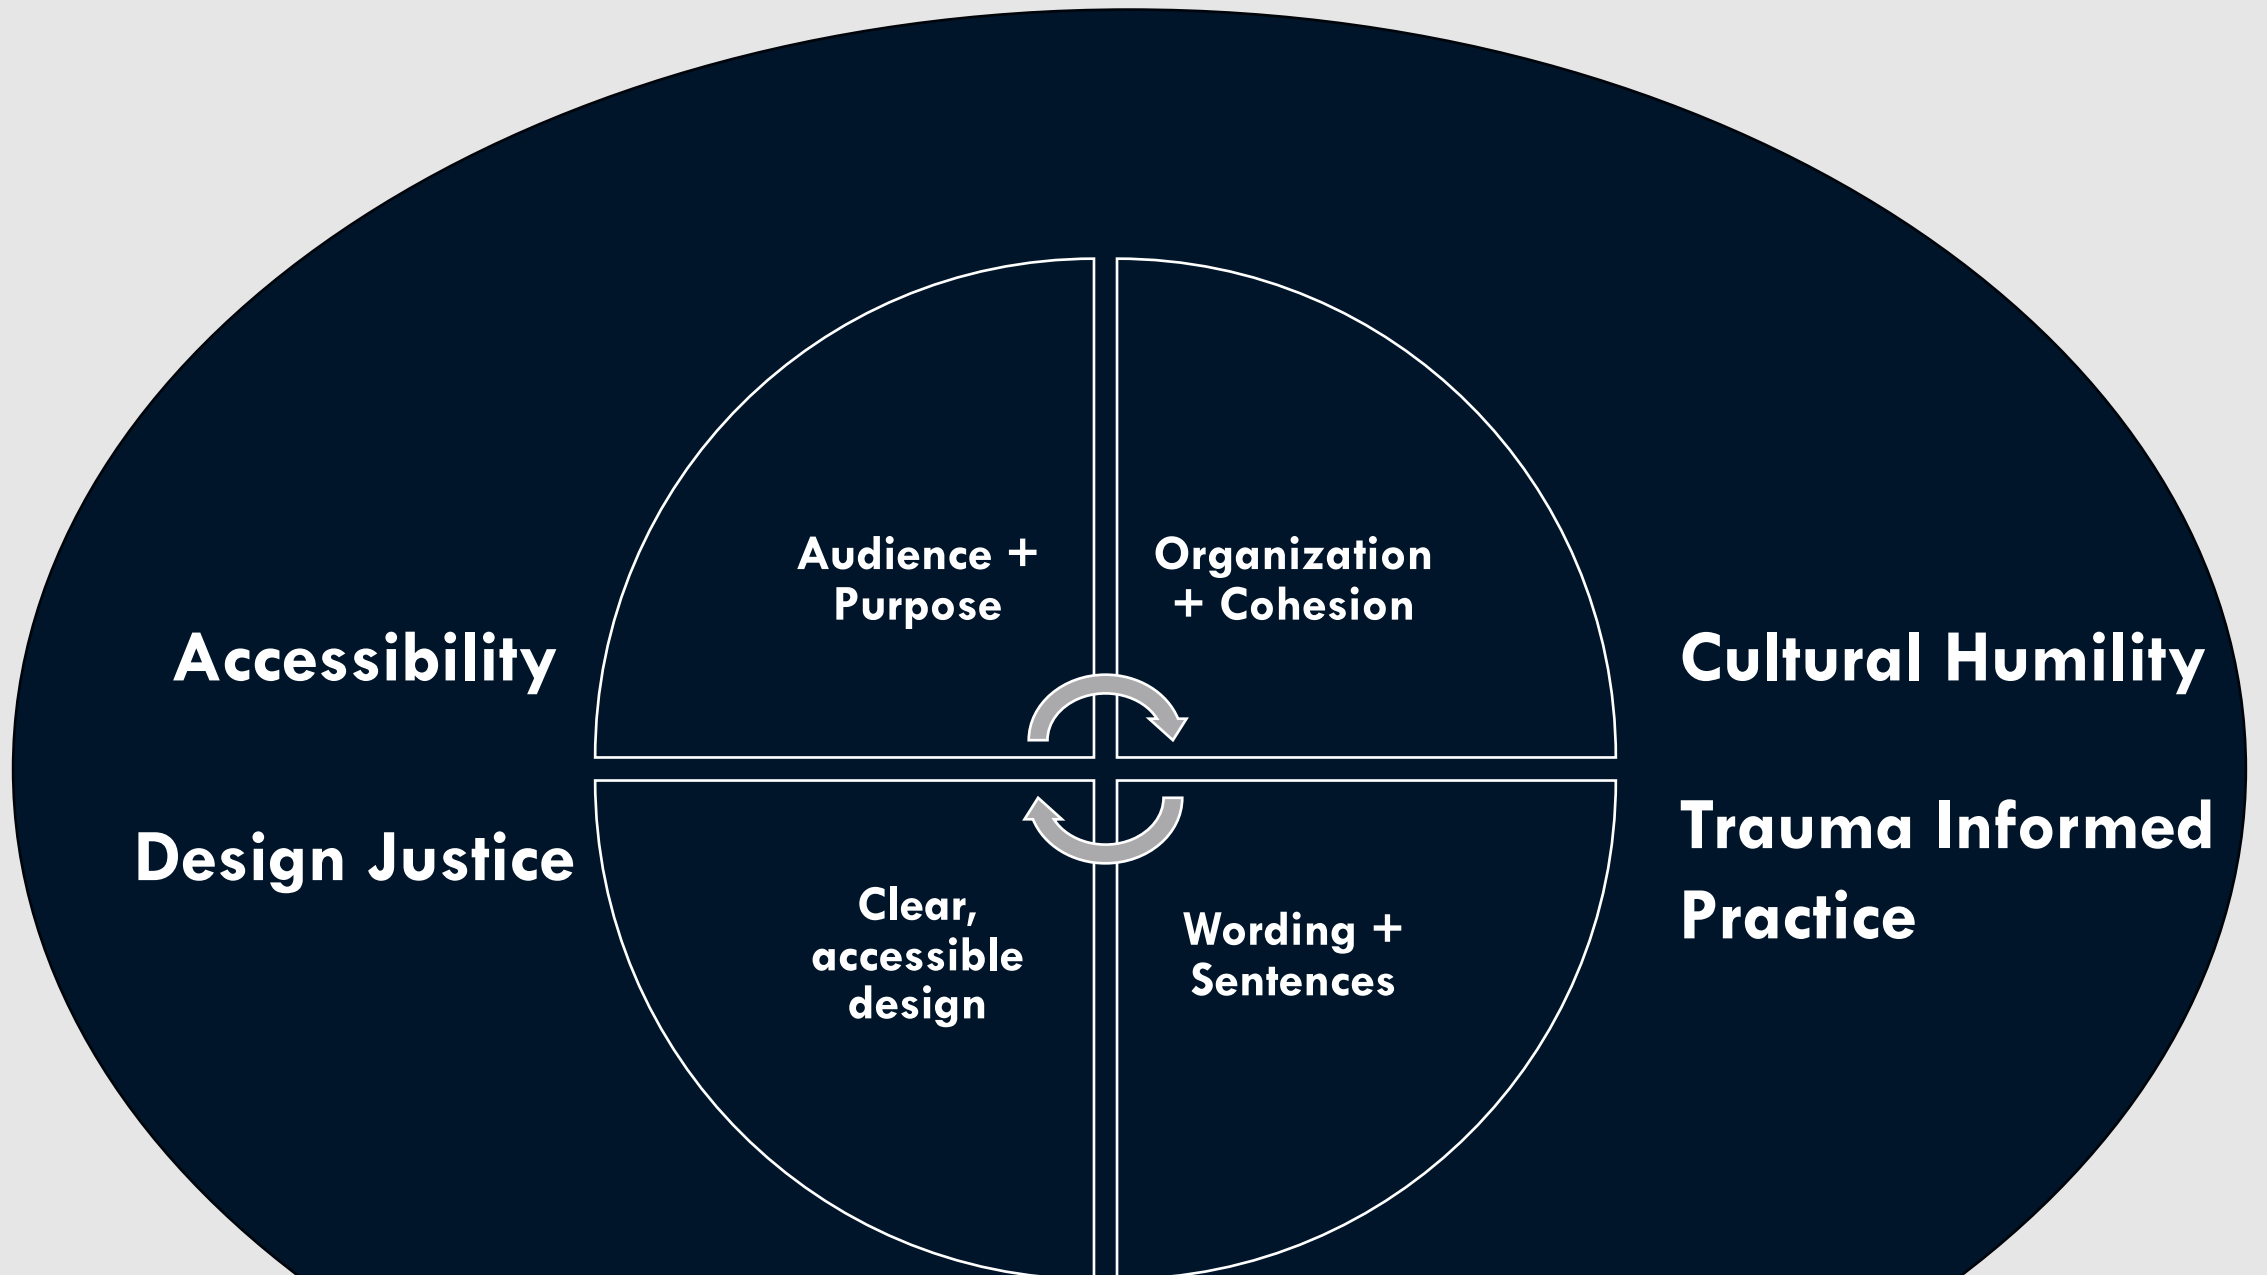 Accessibility
Design Justice
Audience +
Purpose
Organization
+ Cohesion
Clear,
accessible
design
Wording +
Sentences
Cultural Humility
Trauma Informed
Practice